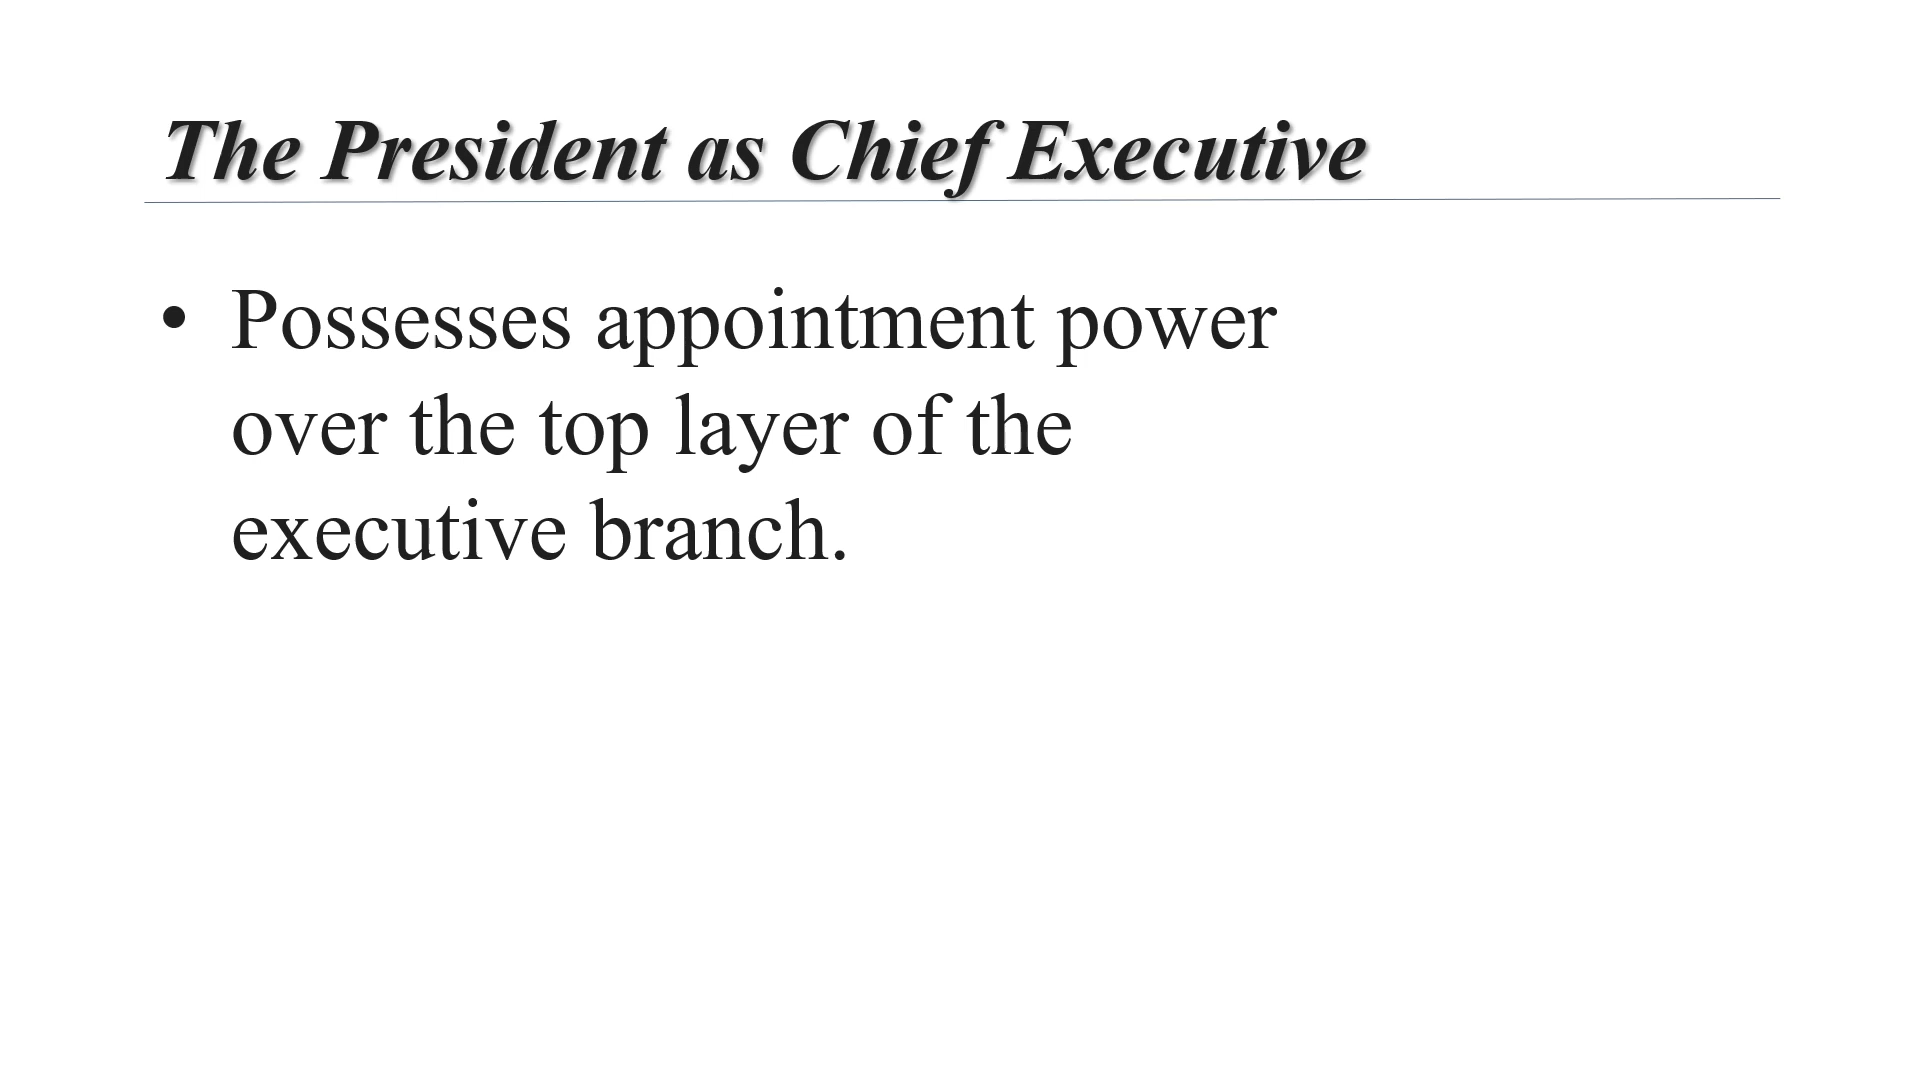 The President as Chief Executive
• Possesses appointment power
over the top layer of the
executive branch.